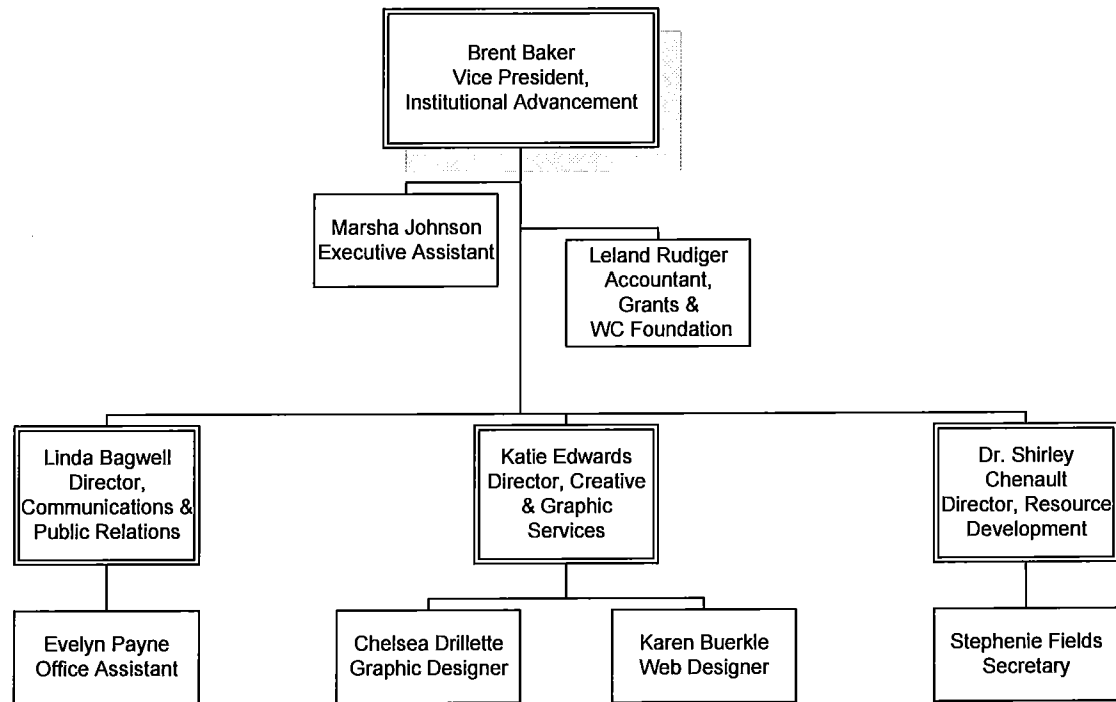 Brent Baker
Vice President,
Institutional Advancement
Marsha Johnson
Executive Assistant
Leland Rudiger
Accountant,
Grants &
WC Foundation
Linda Bagwell
Director,
Communications &
Public Relations
Katie Edwards
Director, Creative
& Graphic
Services
Dr. Shirley
Chenault
Director, Resource
Development
Evelyn Payne
Office Assistant
Chelsea Drillette
Graphic Designer
Karen Buerkle
Web Designer
Stephenie Fields
Secretary